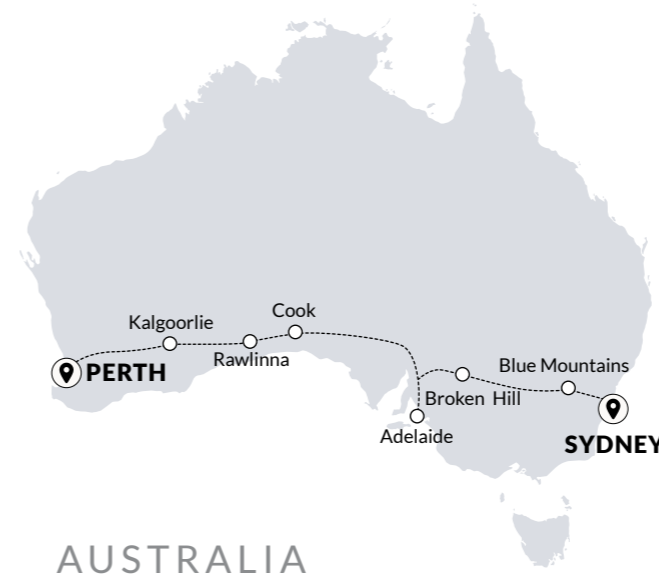 Cook
Kalgoorlie
Rawlinna
PERTH
Blue Mountains
Broken Hill
Adelaide
SYDNEY
AUSTRALIA